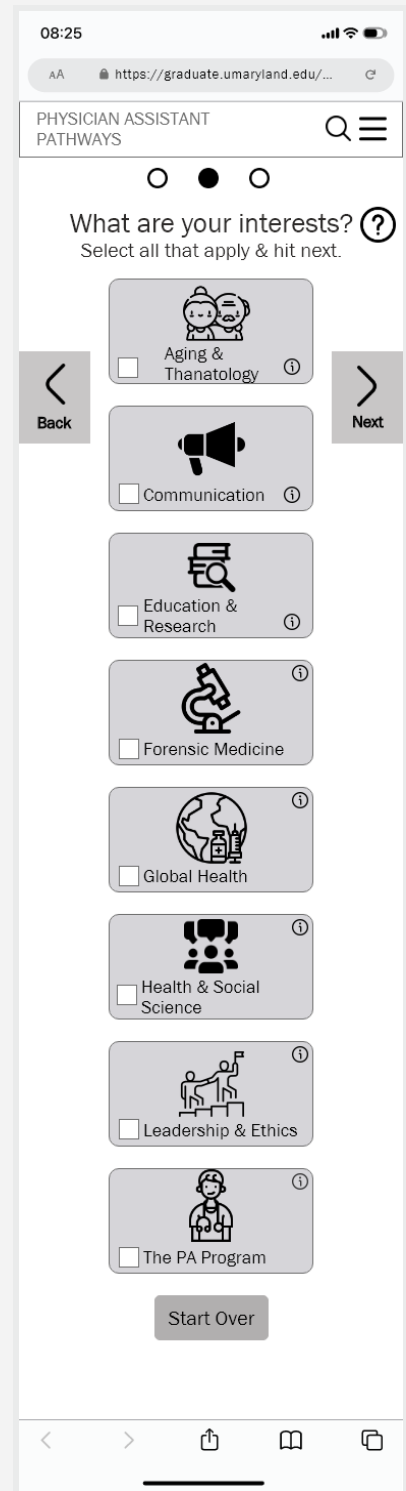 08:25
AA https://graduate.umaryland.edu/...
PHYSICIAN ASSISTANT
PATHWAYS
What are your interests? ?
Select all that apply & hit next.
Aging &
Thanatology
Back
Next
Communication
Education &
Research
Forensic Medicine
Global Health
Health & Social
Science
Leadership & Ethics
The PA Program
Start Over